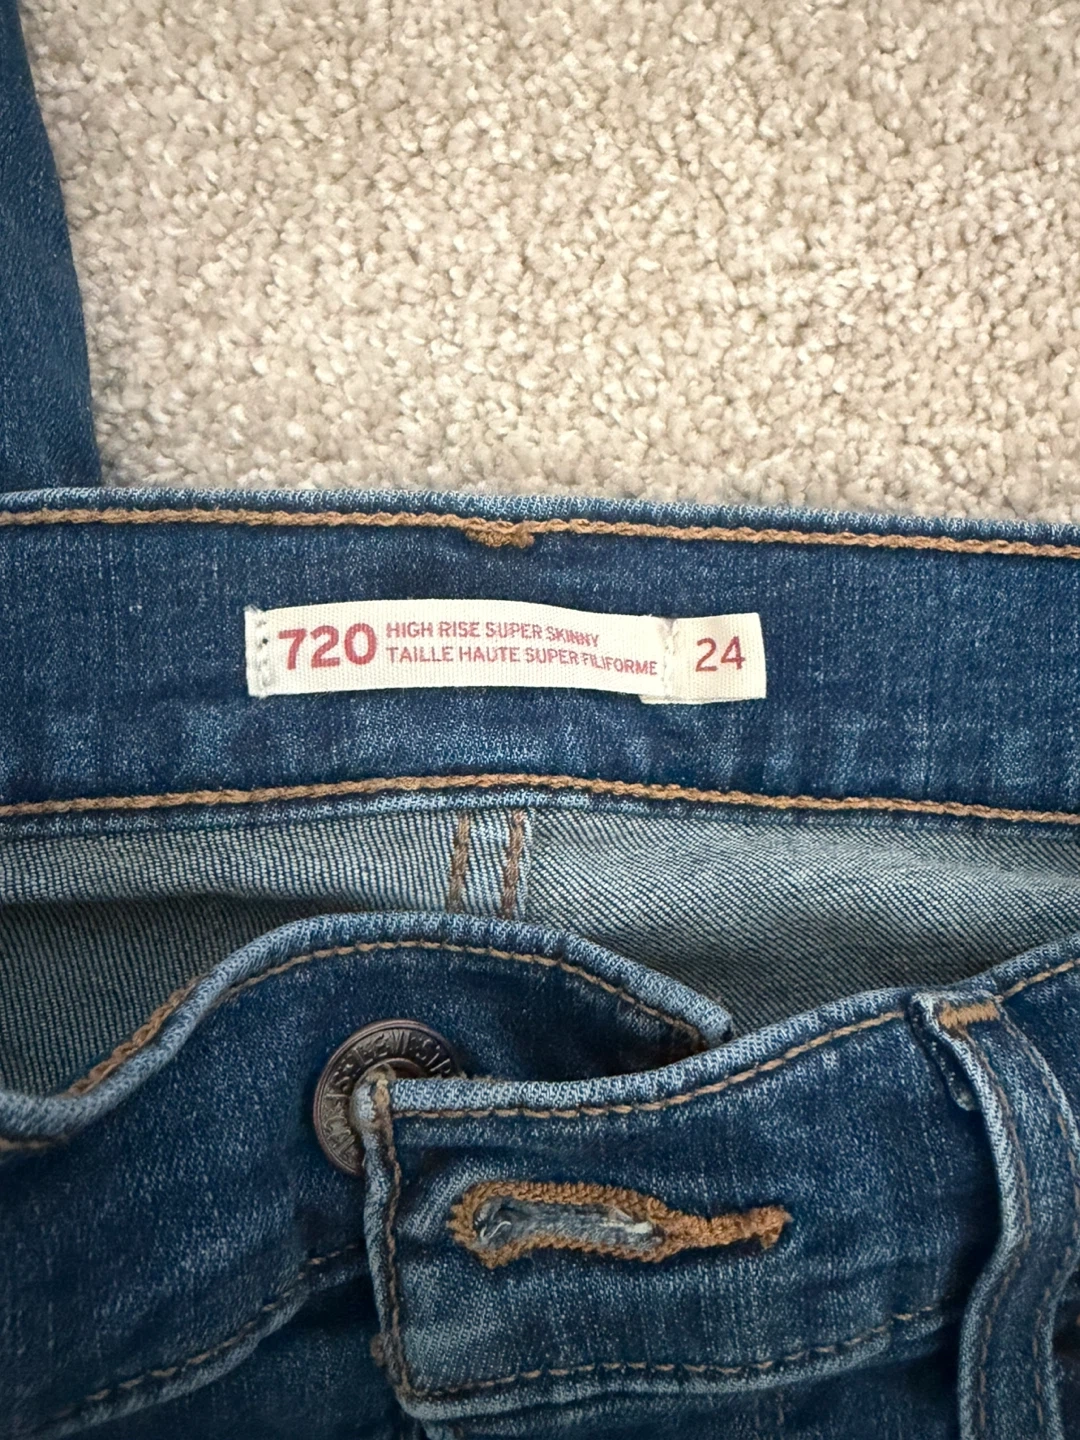 720
HIGH RISE SUPER SKINNY
TAILLE HAUTE SUPER FILIFORME
24